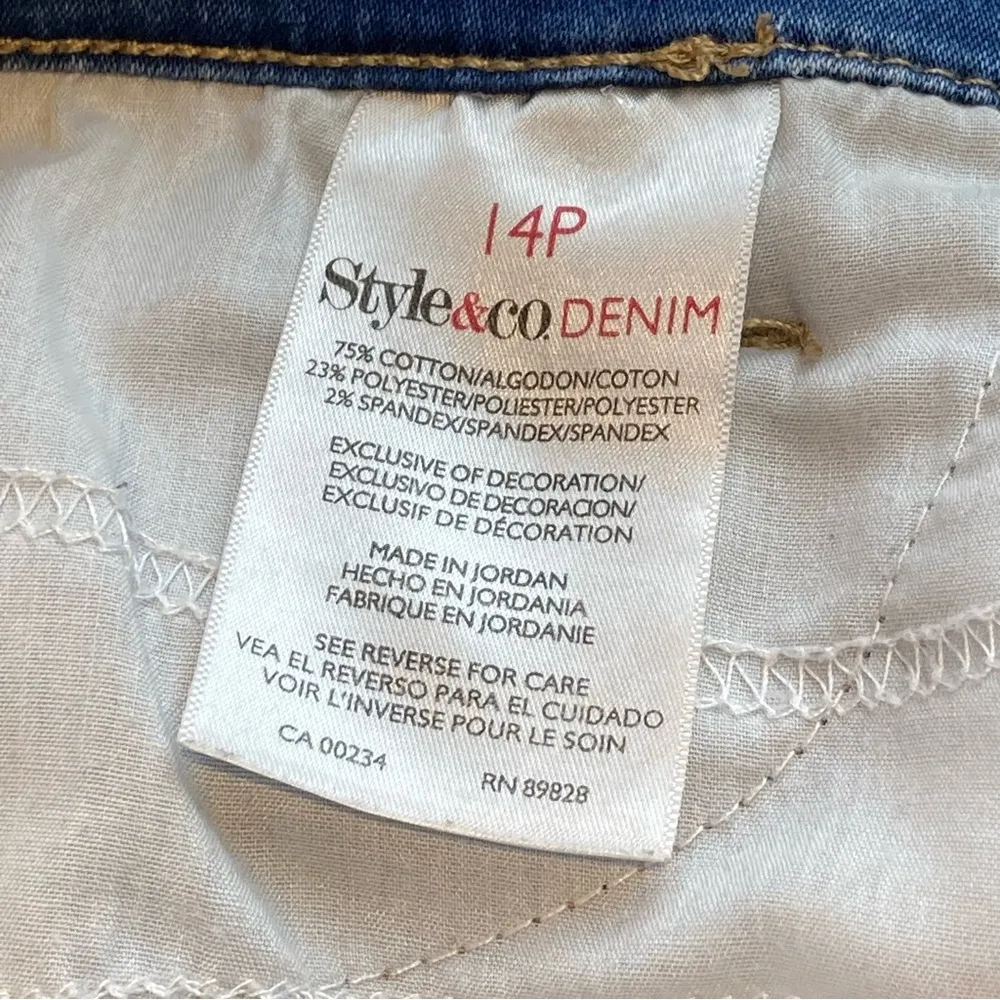 14P
Style&co. DENIM
75% COTTON/ALGODON/COTON
23% POLYESTER/POLIESTER/POLYESTER
2% SPANDEX/SPANDEX/SPANDEX
EXCLUSIVE OF DECORATION/
EXCLUSIVO DE DECORACION/
EXCLUSIF DE DÉCORATION
MADE IN JORDAN
HECHO EN JORDANIA
FABRIQUE EN JORDANIE
SEE REVERSE FOR CARE
VEA EL REVERSO PARA EL CUIDADO
VOIR L'INVERSE POUR LE SOIN
CA 00234
RN 89828